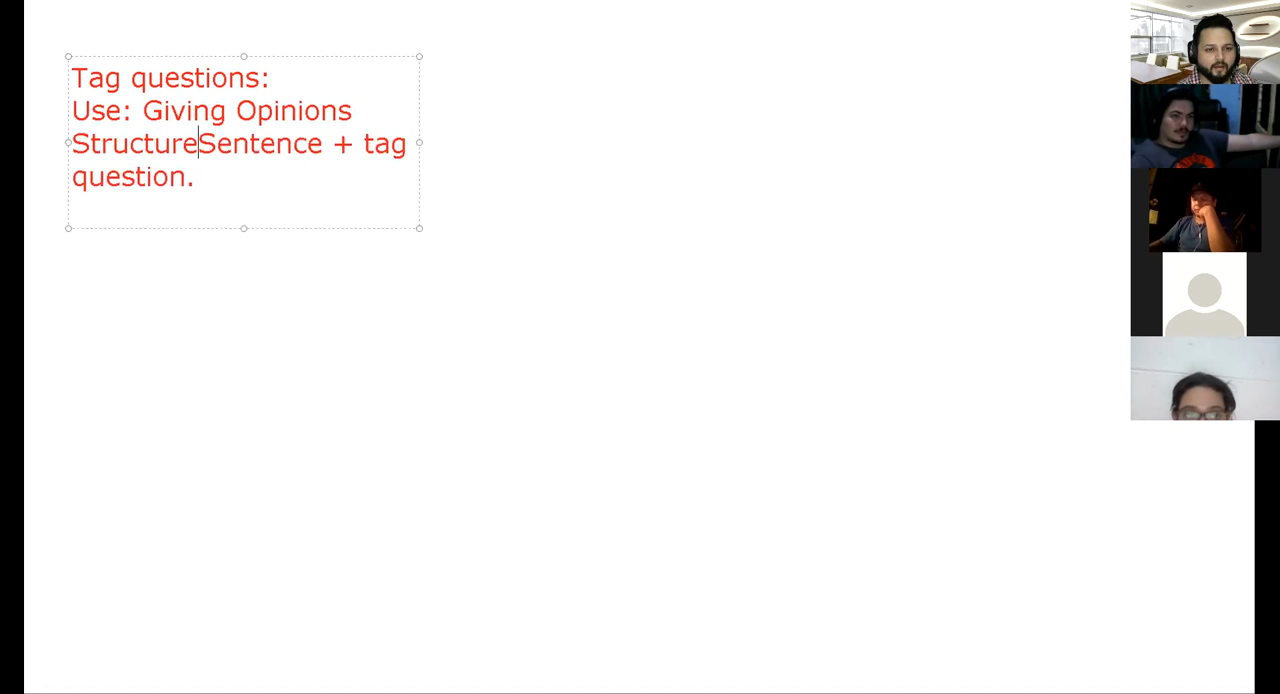 Tag questions:
Use: Giving Opinions
StructureSentence + tag
question.